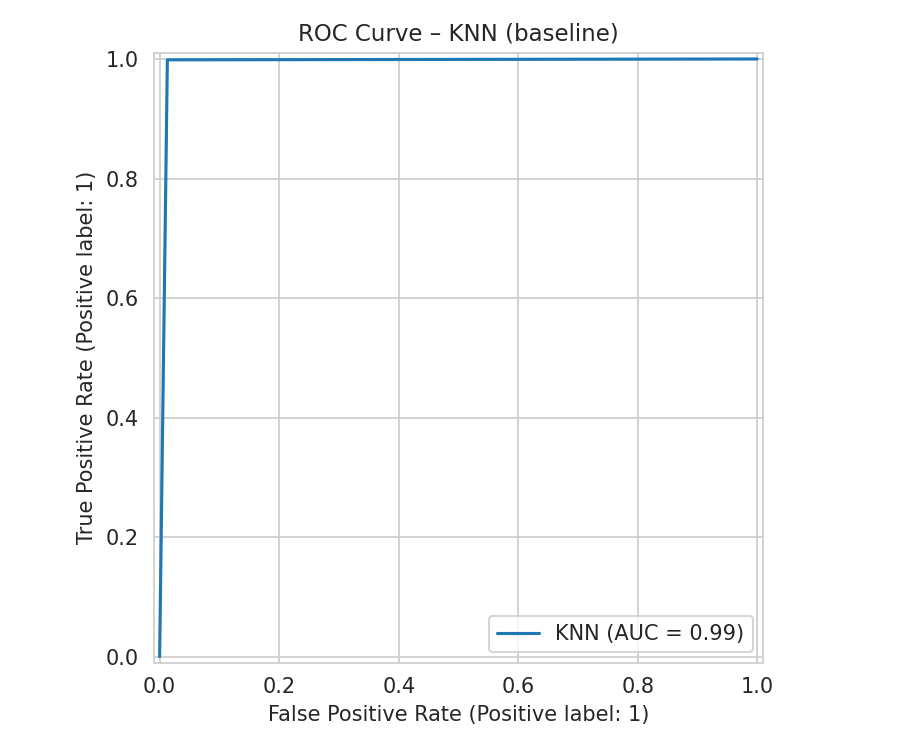 ROC Curve – KNN (baseline)
True Positive Rate (Positive label: 1)
1.0
0.8
0.6
0.4
0.2
0.0
KNN (AUC = 0.99)
0.0 0.2 0.4 0.6 0.8 1.0
False Positive Rate (Positive label: 1)